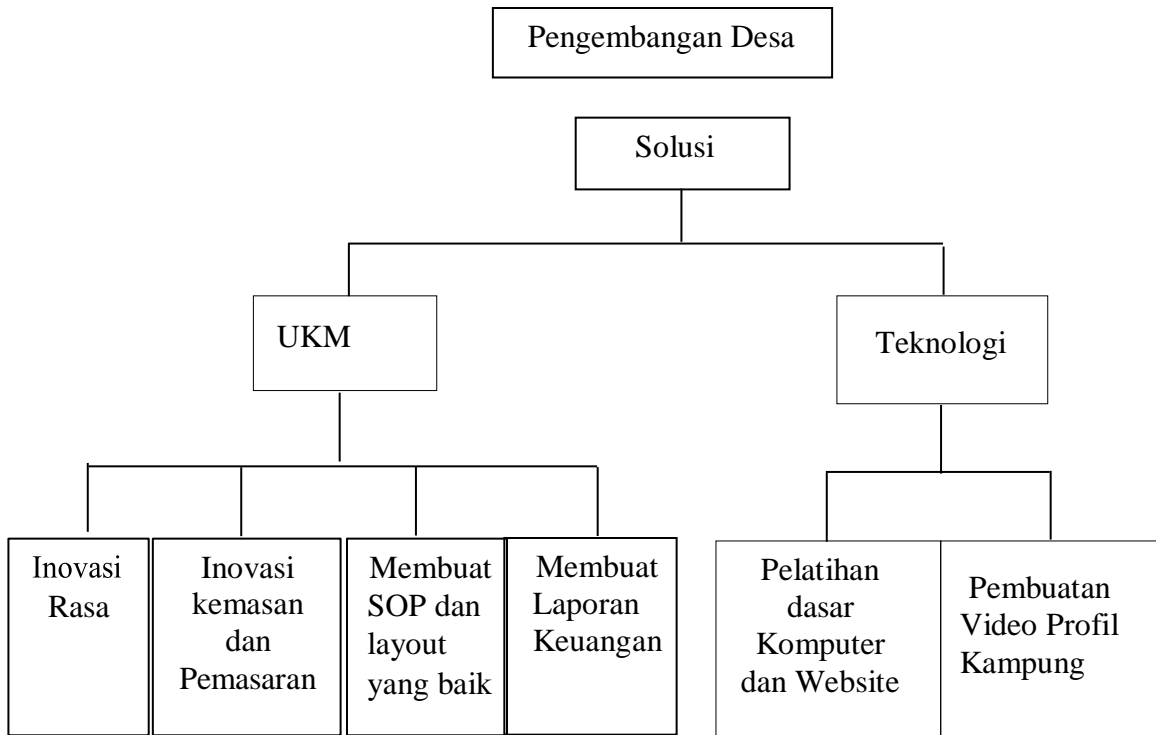 Pengembangan Desa
Solusi
UKM
Teknologi
Inovasi
Rasa
Inovasi
kemasan
dan
Pemasaran
Membuat
SOP dan
layout
yang baik
Membuat
Laporan
Keuangan
Pelatihan
dasar
Komputer
dan Website
Pembuatan
Video Profil
Kampung